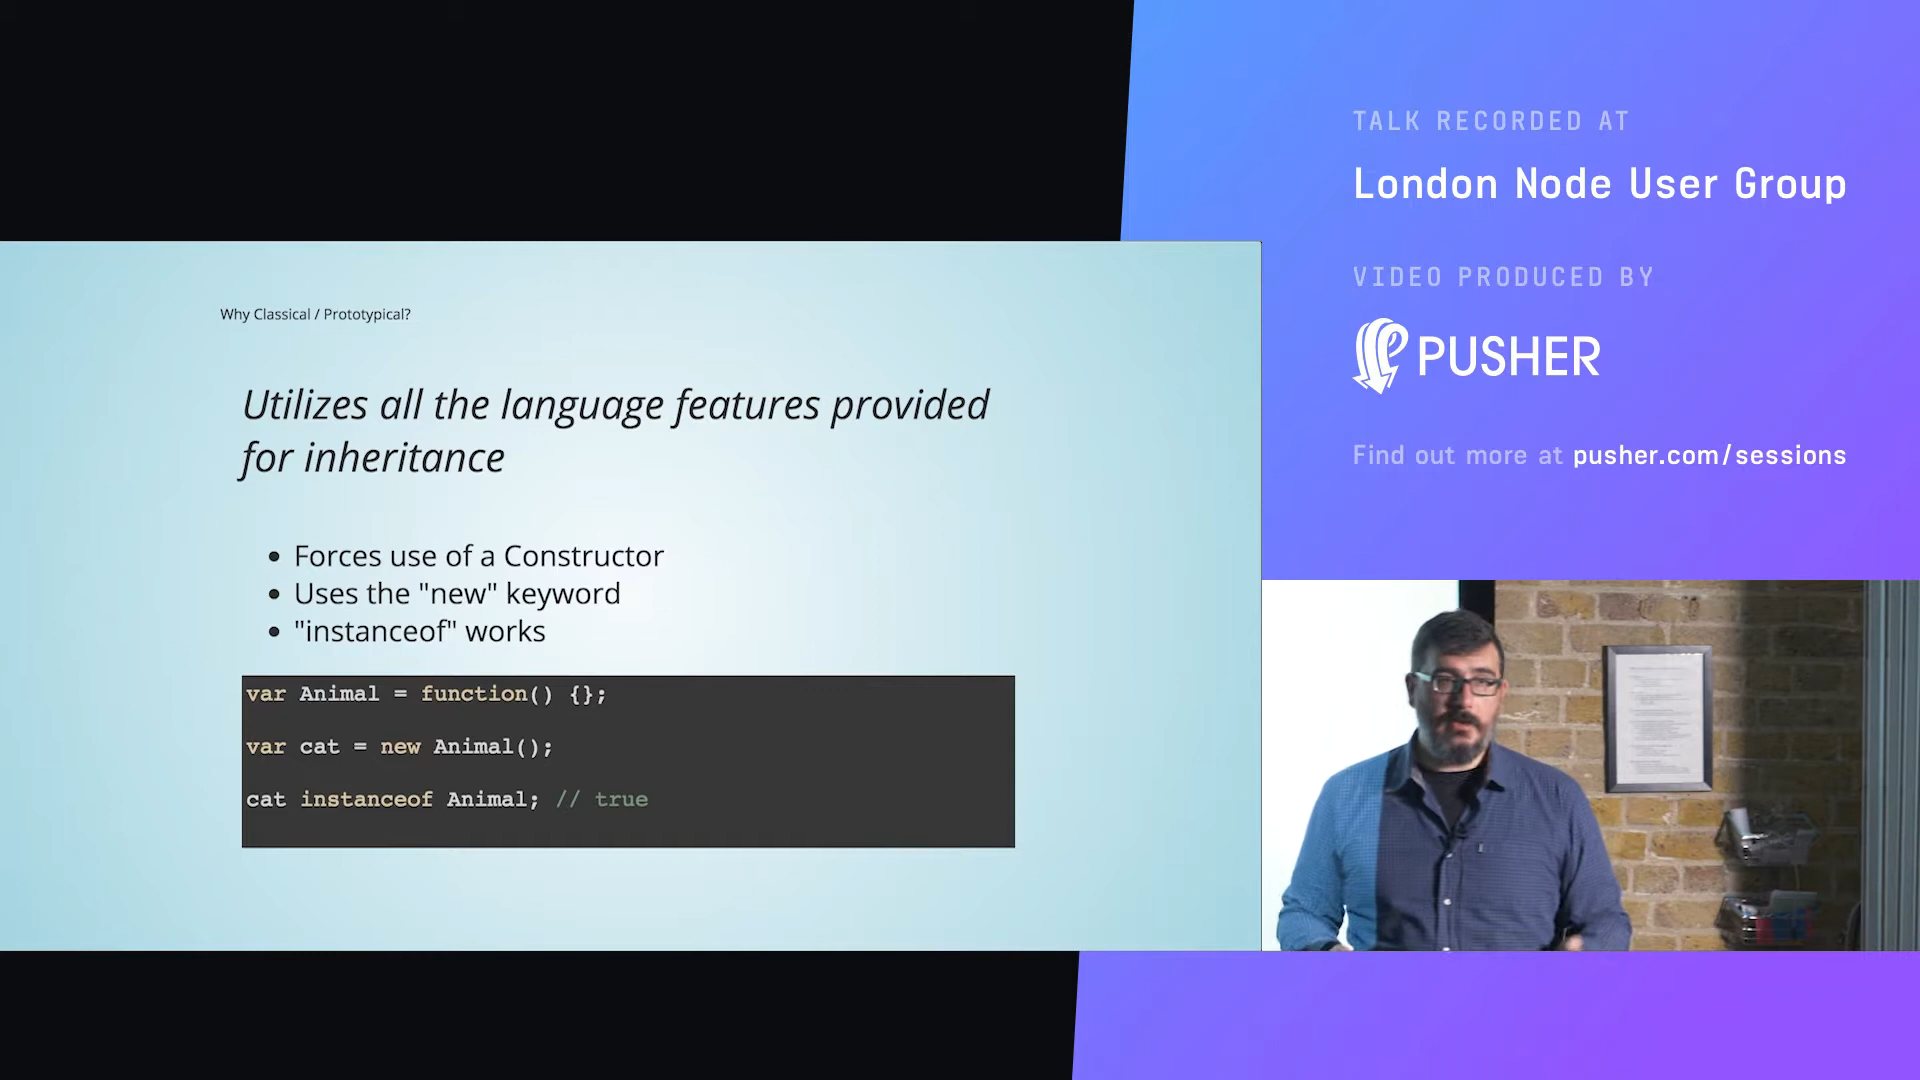 Why Classical / Prototypical?
Utilizes all the language features provided
for inheritance
• Forces use of a Constructor
• Uses the "new" keyword
• "instanceof" works
var Animal = function() {};
var cat = new Animal();
cat instanceof Animal; // true
TALK RECORDED AT
London Node User Group
VIDEO PRODUCED BY
PUSHER
Find out more at pusher.com/sessions